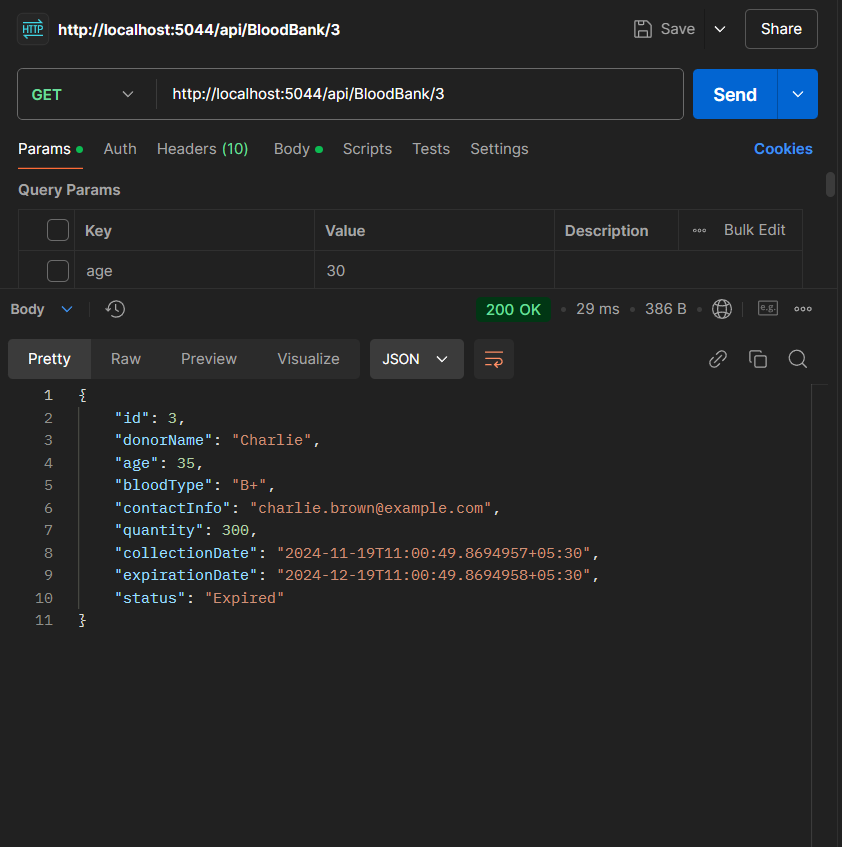 HTTP http://localhost:5044/api/BloodBank/3 Save Share
GET http://localhost:5044/api/BloodBank/3 Send
Params Auth Headers (10) Body Scripts Tests Settings Cookies
Query Params
Key Value Description Bulk Edit
age 30
Body 200 OK 29 ms 386 B e.g.
Pretty Raw Preview Visualize JSON
1 {
2 "id": 3,
3 "donorName": "Charlie",
4 "age": 35,
5 "bloodType": "B+",
6 "contactInfo": "charlie.brown@example.com",
7 "quantity": 300,
8 "collectionDate": "2024-11-19T11:00:49.8694957+05:30",
9 "expirationDate": "2024-12-19T11:00:49.8694958+05:30",
10 "status": "Expired"
11 }